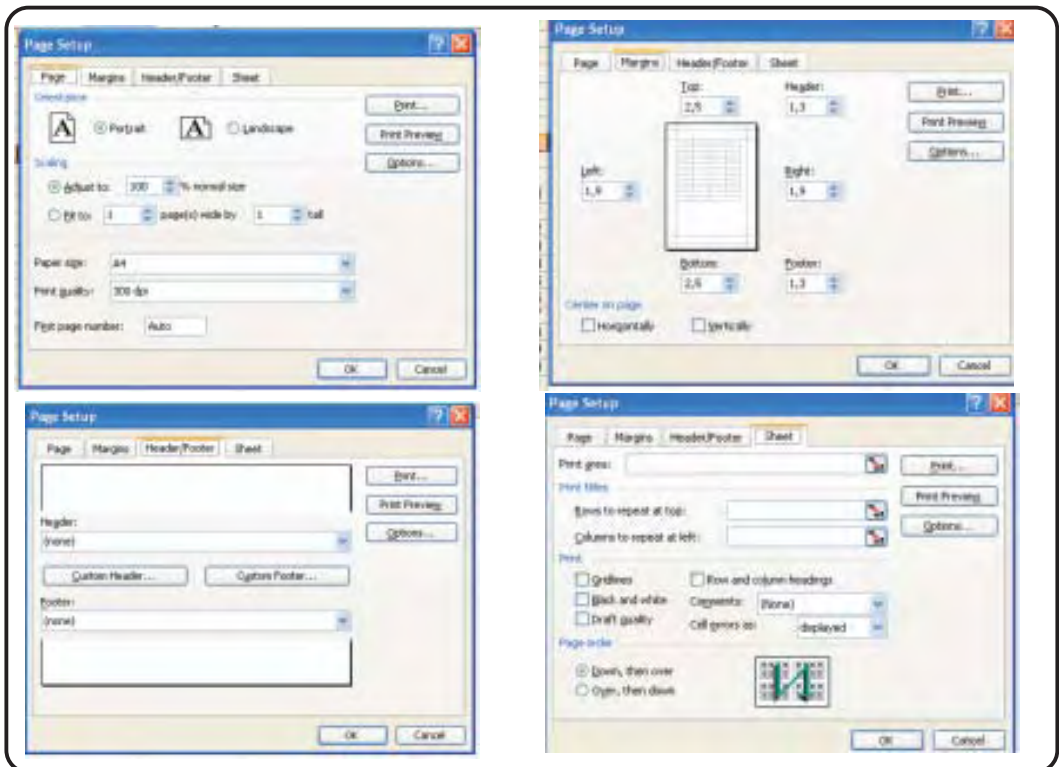 Page Setup
Page Margins Header/Footer Sheet
Orientation
A Portrait A Landscape
Print...
Print Preview
Options...
Scaling
Adjust to: 100 % normal size
Fit to: 1 page(s) wide by 1 tall
Paper size: A4
Print quality: 300 dpi
First page number: Auto
OK Cancel
Page Setup
Page Margins Header/Footer Sheet
Top: Header:
2,5 1,3
Print...
Print Preview
Options...
Left: Right:
1,9 1,9
Bottom: Footer:
2,5 1,3
Center on page
Horizontally Vertically
OK Cancel
Page Setup
Page Margins Header/Footer Sheet
Print...
Print Preview
Options...
Header:
(none)
Custom Header... Custom Footer...
Footer:
(none)
OK Cancel
Page Setup
Page Margins Header/Footer Sheet
Print area:
Print...
Print Preview
Options...
Print titles
Rows to repeat at top:
Columns to repeat at left:
Print
Gridlines Row and column headings
Black and white Comments: (None)
Draft quality Cell errors as: displayed
Page order
Down, then over
Over, then down
OK Cancel